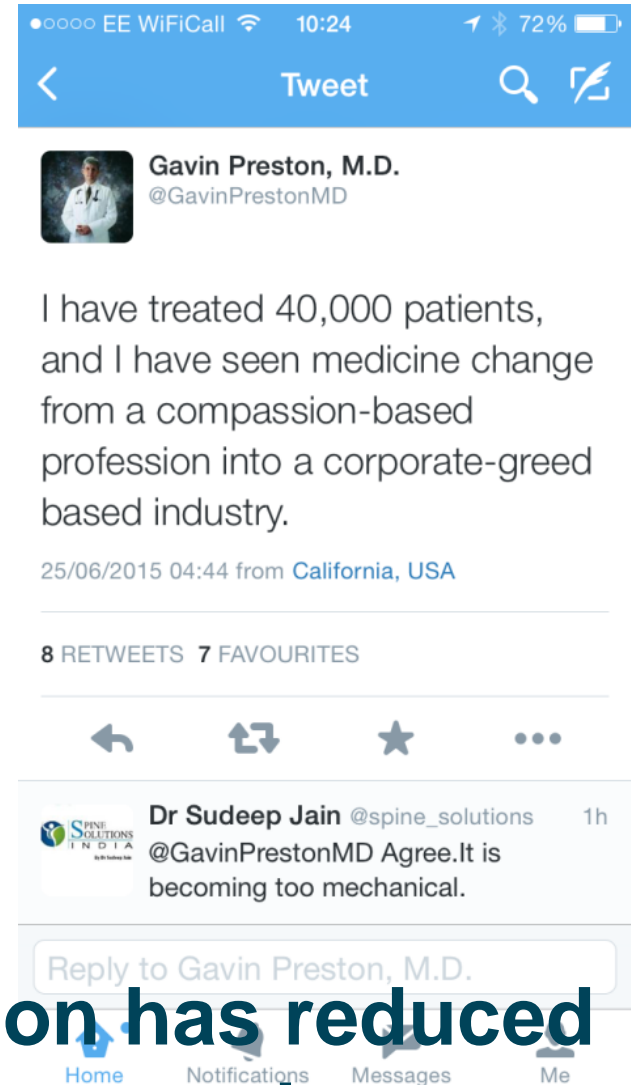 EE WiFiCall 10:24 72%
Tweet
Gavin Preston, M.D.
@GavinPrestonMD
I have treated 40,000 patients,
and I have seen medicine change
from a compassion-based
profession into a corporate-greed
based industry.
25/06/2015 04:44 from California, USA
8 RETWEETS 7 FAVOURITES
SPINE
SOLUTIONS
INDIA
Dr Sudeep Jain @spine_solutions 1h
@GavinPrestonMD Agree.It is
becoming too mechanical.
Reply to Gavin Preston, M.D.
on has reduced
Home Notifications Messages Me